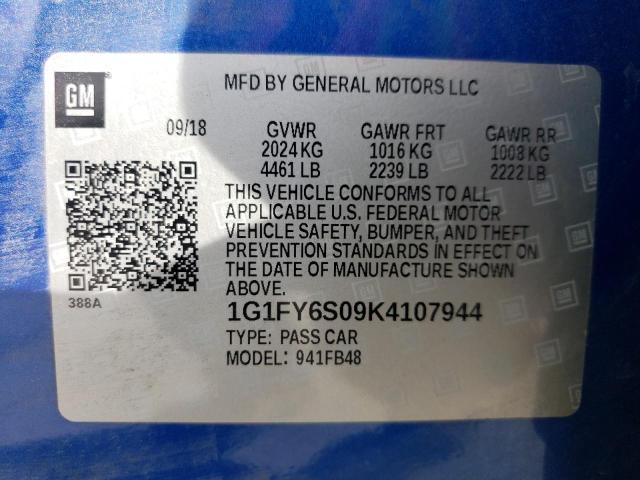 GM
MFD BY GENERAL MOTORS LLC
09/18 GVWR GAWR FRT GAWR RR
2024 KG 1016 KG 1008 KG
4461 LB 2239 LB 2222 LB
THIS VEHICLE CONFORMS TO ALL
APPLICABLE U.S. FEDERAL MOTOR
VEHICLE SAFETY, BUMPER, AND THEFT
PREVENTION STANDARDS IN EFFECT ON
THE DATE OF MANUFACTURE SHOWN
ABOVE.
388A
1G1FY6S09K4107944
TYPE: PASS CAR
MODEL: 941FB48